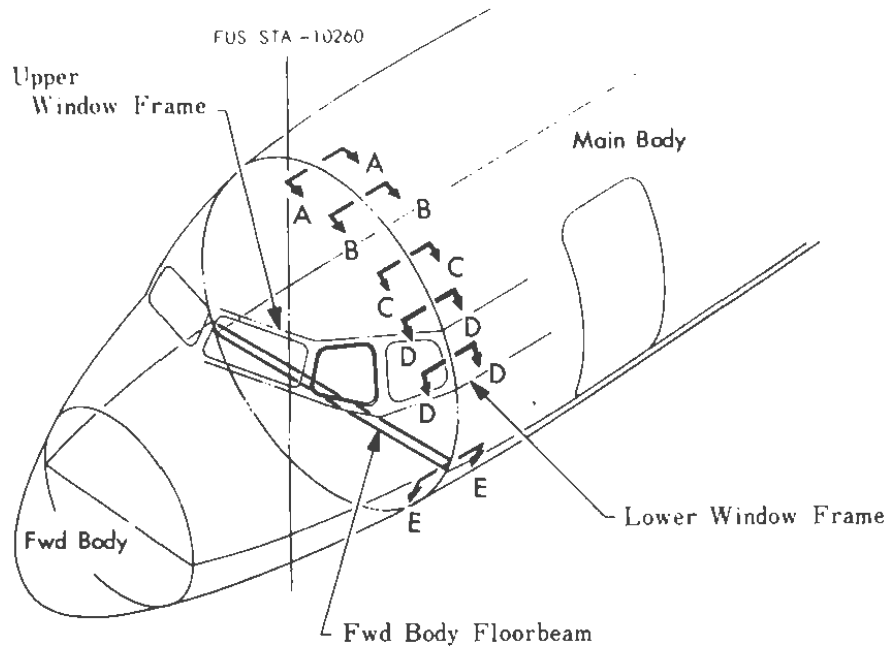 FUS STA -10260
Upper
Window Frame
Main Body
A
A
B
B
C
C
D
D
D
D
E
E
Lower Window Frame
Fwd Body
Fwd Body Floorbeam